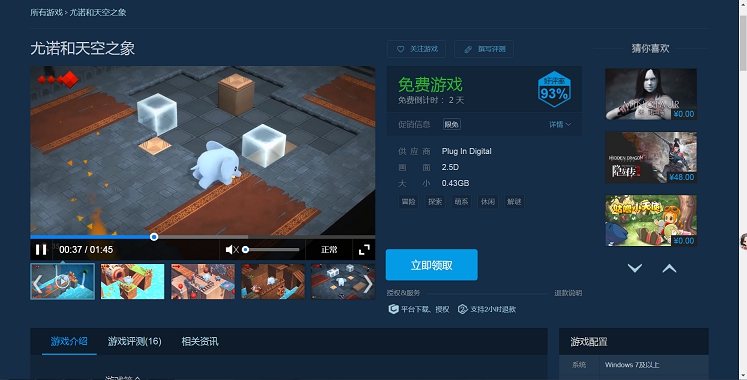 所有游戏 > 尤诺和天空之象
尤诺和天空之象
关注游戏
撰写评测
猜你喜欢
免费游戏
免费倒计时： 2 天
好评率
93%
促销信息
限免
详情
供应商 Plug In Digital
画面 2.5D
大小 0.43GB
冒险 探索 萌系 休闲 解谜
¥0.00
HIDDEN DRAGON
¥48.00
¥0.00
00:37 / 01:45
正常
立即领取
授权&服务
退款说明
平台下载、授权
支持2小时退款
游戏介绍
游戏评测(16)
相关资讯
游戏配置
系统 Windows 7及以上